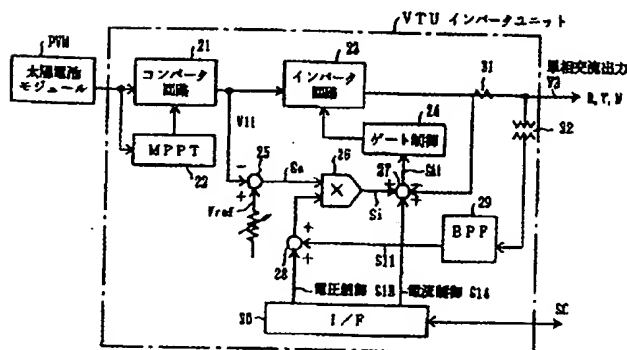 VTU インバータユニット
PVM
太陽電池
モジュール
21
コンバータ
回路
22
インバータ
回路
31
単相交流出力
V3
R, T, N
V11
24
ゲート制御
32
MPPT
23
25
Sa
26
×
Si
27
SA1
29
BPF
Vref
28
S11
電圧制御 S12
電流制御 S14
30
I/F
SC